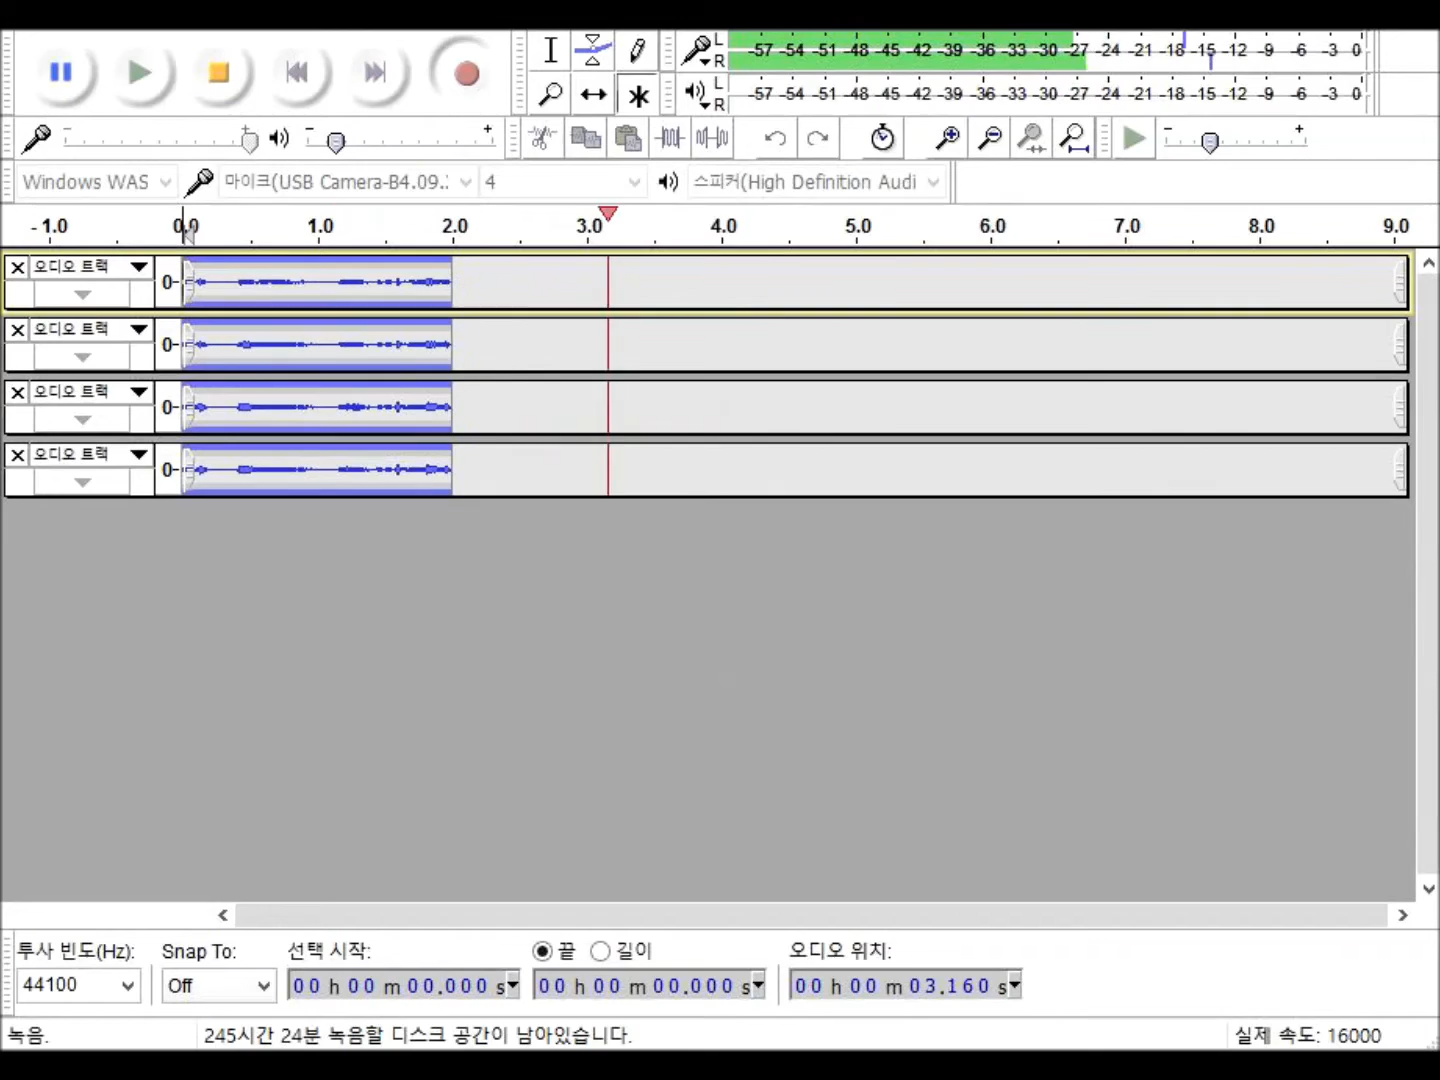 L
R
-57 -54 -51 -48 -45 -42 -39 -36 -33 -30 -27 -24 -21 -18 -15 -12 -9 -6 -3 0
L
R
-57 -54 -51 -48 -45 -42 -39 -36 -33 -30 -27 -24 -21 -18 -15 -12 -9 -6 -3 0
- - +
- +
Windows WAS 마이크(USB Camera-B4.09.: 4 스피커(High Definition Audi
-1.0 0.0 1.0 2.0 3.0 4.0 5.0 6.0 7.0 8.0 9.0
X 오디오 트랙 0-
X 오디오 트랙 0-
X 오디오 트랙 0-
X 오디오 트랙 0-
투사 빈도(Hz): Snap To: 선택 시작: 끝 길이 오디오 위치:
44100 Off 00 h 00 m 00.000 s 00 h 00 m 00.000 s 00 h 00 m 03.160 s
녹음. 245시간 24분 녹음할 디스크 공간이 남아있습니다. 실제 속도: 16000